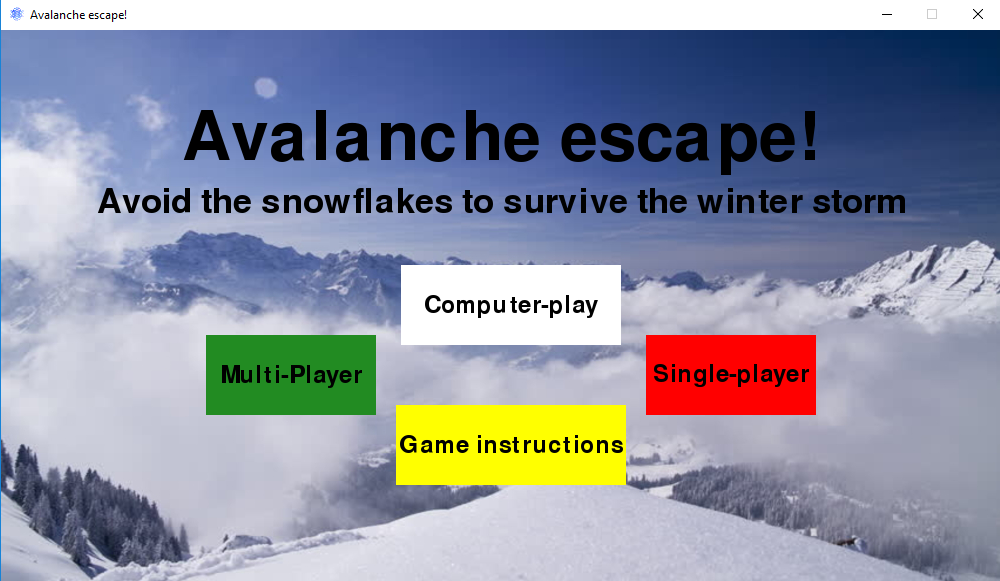 Avalanche escape!
Avalanche escape!
Avoid the snowflakes to survive the winter storm
Computer-play
Multi-Player
Single-player
Game instructions